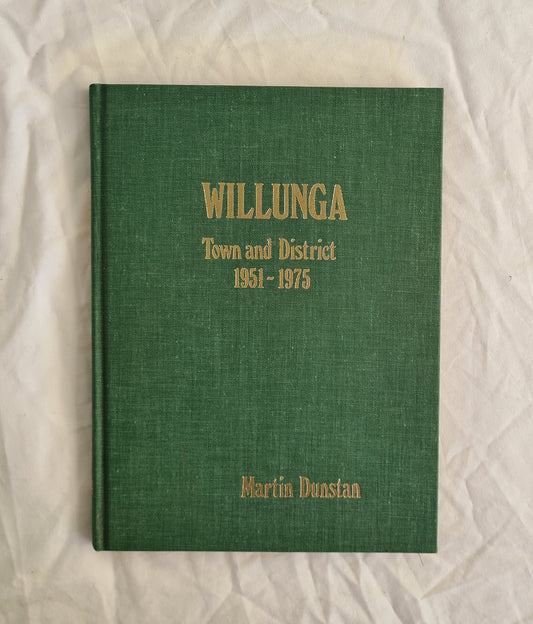 WILLUNGA
Town and District
1951-1975
Martin Dunstan